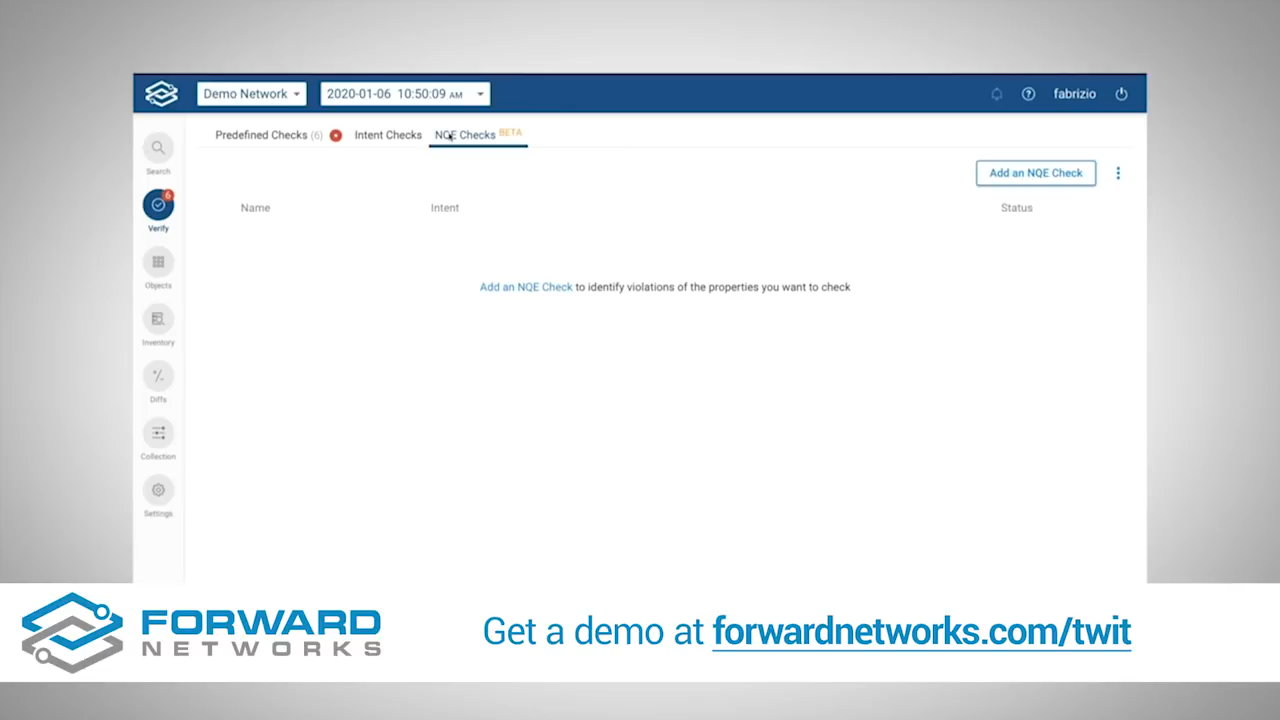 Demo Network
2020-01-06 10:50:09 AM
fabrizio
Predefined Checks (6)
Intent Checks
NQE Checks BETA
Add an NQE Check
Search
6
Verify
Objects
Inventory
Diffs
Collection
Settings
Name
Intent
Status
Add an NQE Check to identify violations of the properties you want to check
FORWARD
NETWORKS
Get a demo at forwardnetworks.com/twit